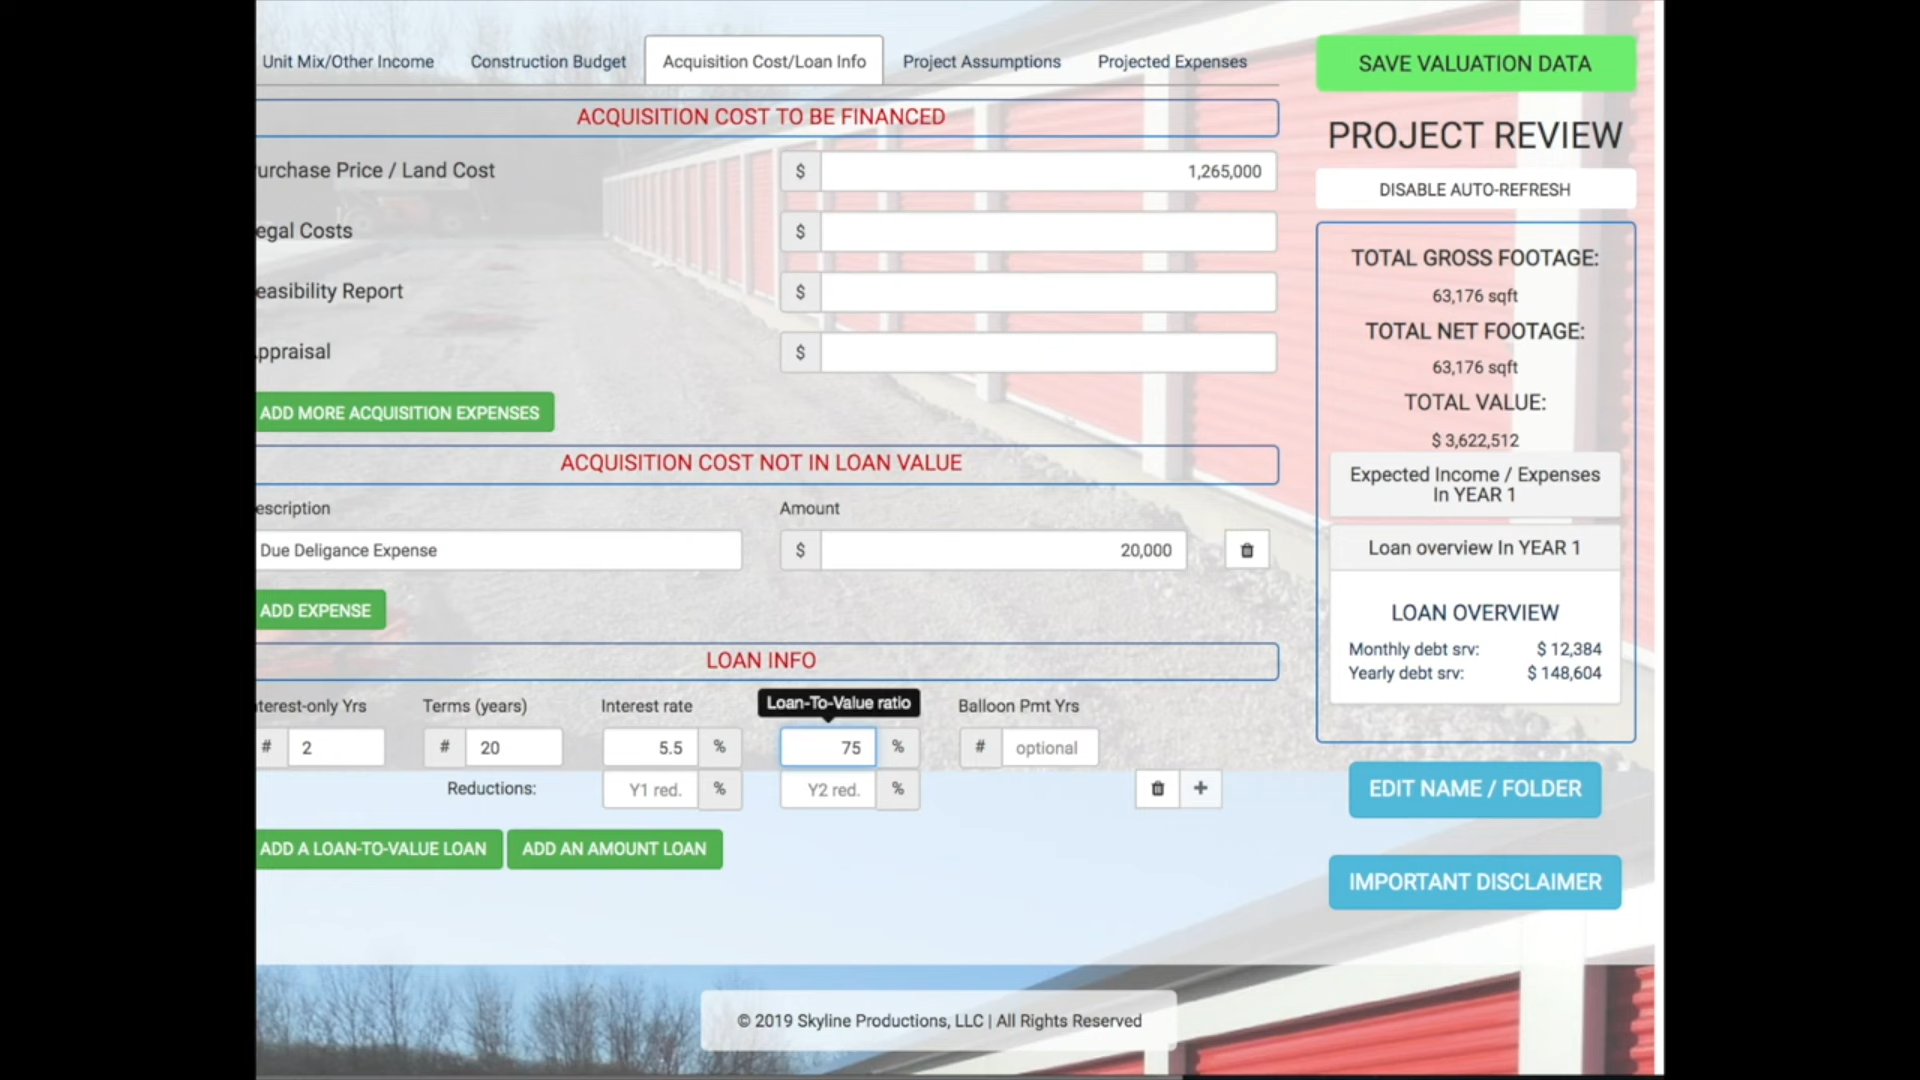 Unit Mix/Other Income Construction Budget Acquisition Cost/Loan Info Project Assumptions Projected Expenses
SAVE VALUATION DATA
ACQUISITION COST TO BE FINANCED
urchase Price / Land Cost $ 1,265,000
egal Costs $
easibility Report $
ppraisal $
ADD MORE ACQUISITION EXPENSES
ACQUISITION COST NOT IN LOAN VALUE
escription Amount
Due Deligance Expense $ 20,000
ADD EXPENSE
LOAN INFO
terest-only Yrs Terms (years) Interest rate Loan-To-Value ratio Balloon Pmt Yrs
# 2 # 20 5.5 % 75 % # optional
Reductions: Y1 red. % Y2 red. % +
ADD A LOAN-TO-VALUE LOAN ADD AN AMOUNT LOAN
PROJECT REVIEW
DISABLE AUTO-REFRESH
TOTAL GROSS FOOTAGE:
63,176 sqft
TOTAL NET FOOTAGE:
63,176 sqft
TOTAL VALUE:
$ 3,622,512
Expected Income / Expenses
In YEAR 1
Loan overview In YEAR 1
LOAN OVERVIEW
Monthly debt srv: $ 12,384
Yearly debt srv: $ 148,604
EDIT NAME / FOLDER
IMPORTANT DISCLAIMER
© 2019 Skyline Productions, LLC | All Rights Reserved